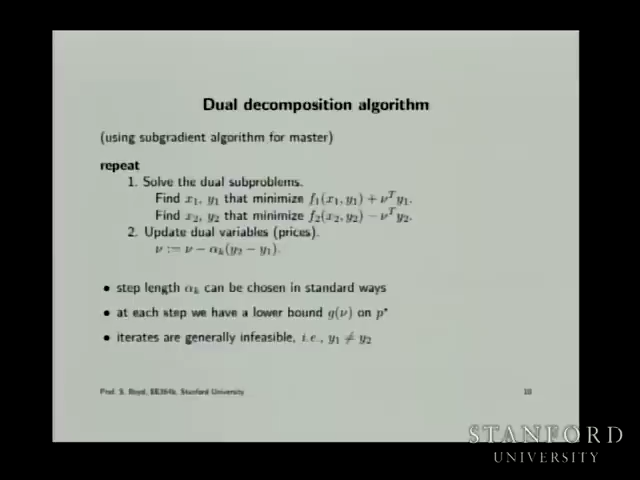 Dual decomposition algorithm
(using subgradient algorithm for master)
repeat
1. Solve the dual subproblems.
Find x₁, y₁ that minimize f₁(x₁, y₁) + νᵀy₁.
Find x₂, y₂ that minimize f₂(x₂, y₂) − νᵀy₂.
2. Update dual variables (prices).
ν := ν − αₖ(y₂ − y₁).
• step length αₖ can be chosen in standard ways
• at each step we have a lower bound g(ν) on p⋆
• iterates are generally infeasible, i.e., y₁ ≠ y₂
Prof. S. Boyd, EE364b, Stanford University
10
STANFORD
UNIVERSITY